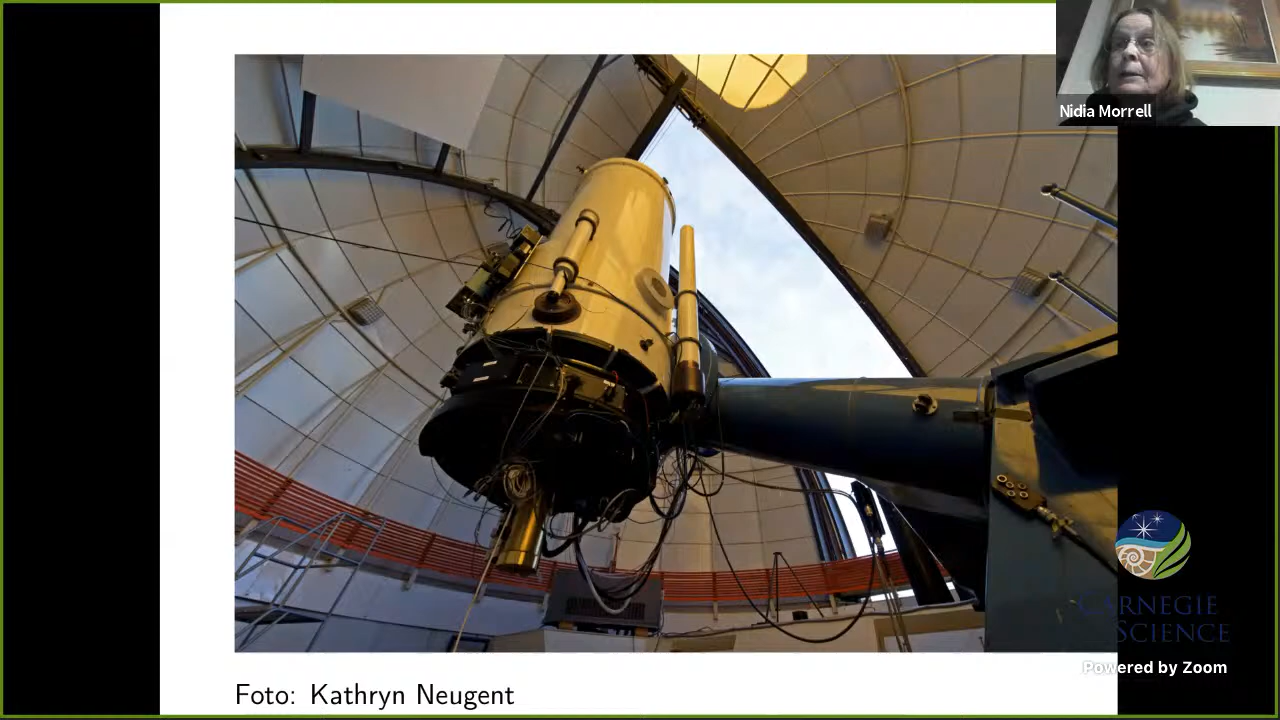 Nidia Morrell
CARNEGIE
SCIENCE
Powered by Zoom
Foto: Kathryn Neugent